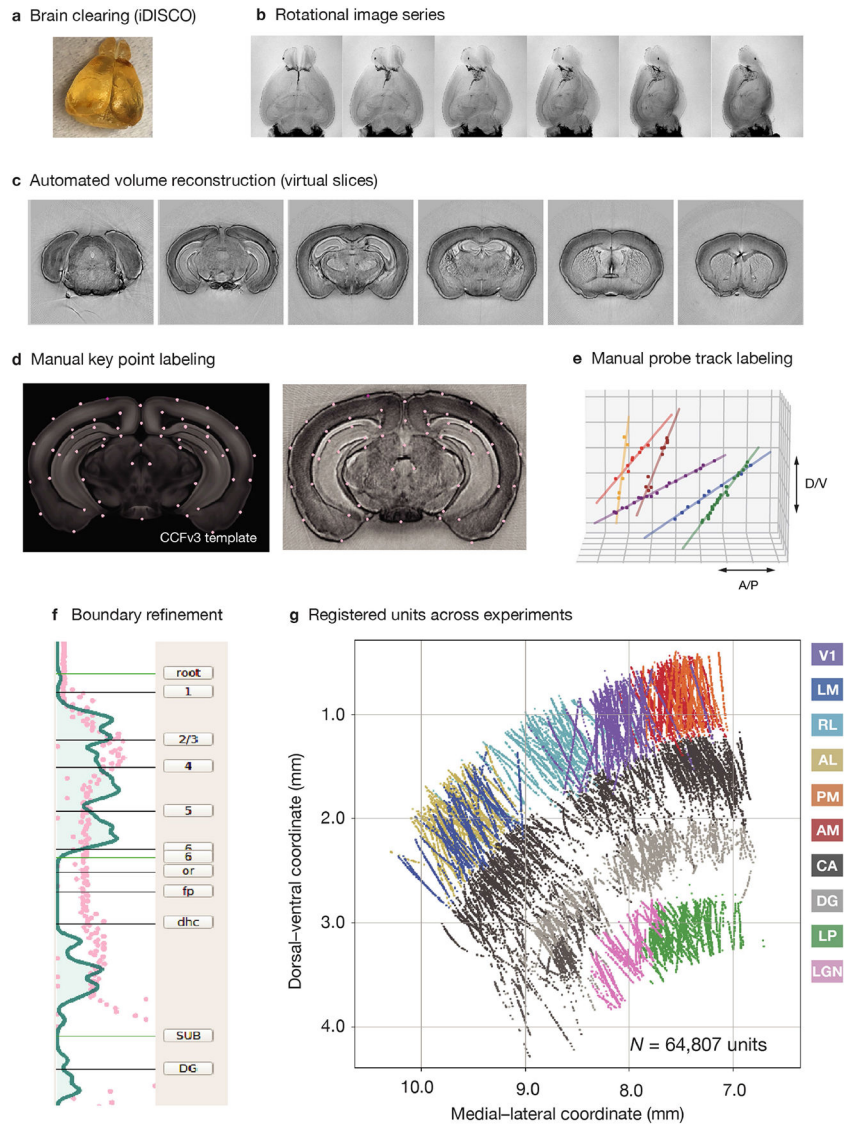 a Brain clearing (iDISCO)
b Rotational image series
c Automated volume reconstruction (virtual slices)
d Manual key point labeling
CCFv3 template
e Manual probe track labeling
D/V
A/P
f Boundary refinement
root
1
2/3
4
5
6
6
or
fp
dhc
SUB
DG
g Registered units across experiments
Dorsal–ventral coordinate (mm)
1.0
2.0
3.0
4.0
N = 64,807 units
10.0
9.0
8.0
7.0
Medial–lateral coordinate (mm)
V1
LM
RL
AL
PM
AM
CA
DG
LP
LGN